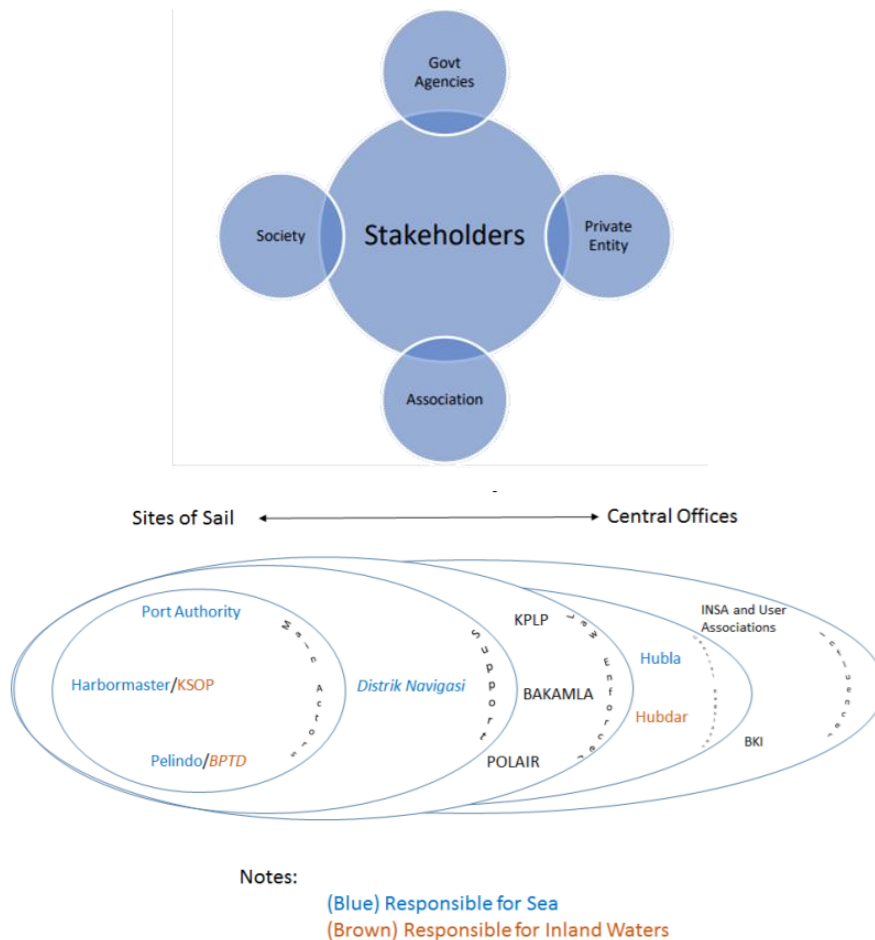 Govt
Agencies
Society
Stakeholders
Private
Entity
Association
Sites of Sail
Central Offices
Port Authority
Harbormaster/KSOP
Pelindo/BPTD
Main Actors
Distrik Navigasi
Support
KPLP
BAKAMLA
POLAIR
Law Enforcer
Hubla
Hubdar
INSA and User
Associations
BKI
Influencer
Notes:
(Blue) Responsible for Sea
(Brown) Responsible for Inland Waters